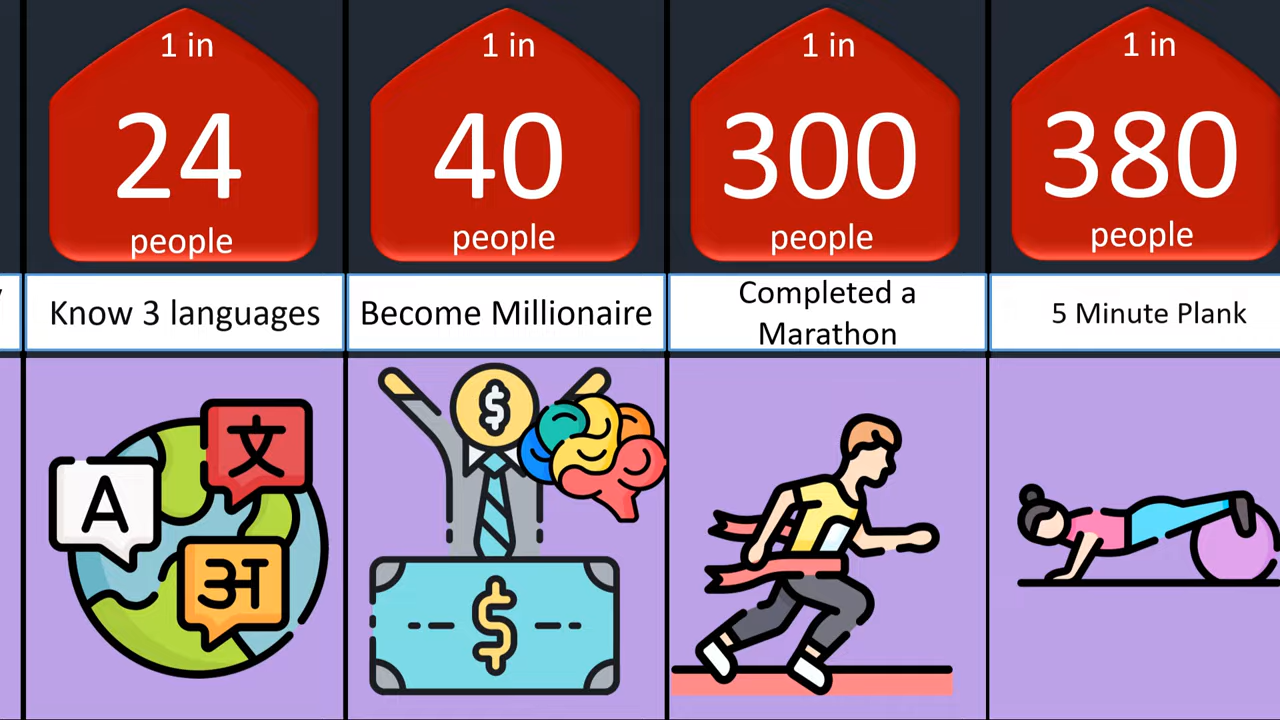 1 in
24
people
Know 3 languages
A
文
अ
1 in
40
people
Become Millionaire
$
$
1 in
300
people
Completed a
Marathon
1 in
380
people
5 Minute Plank